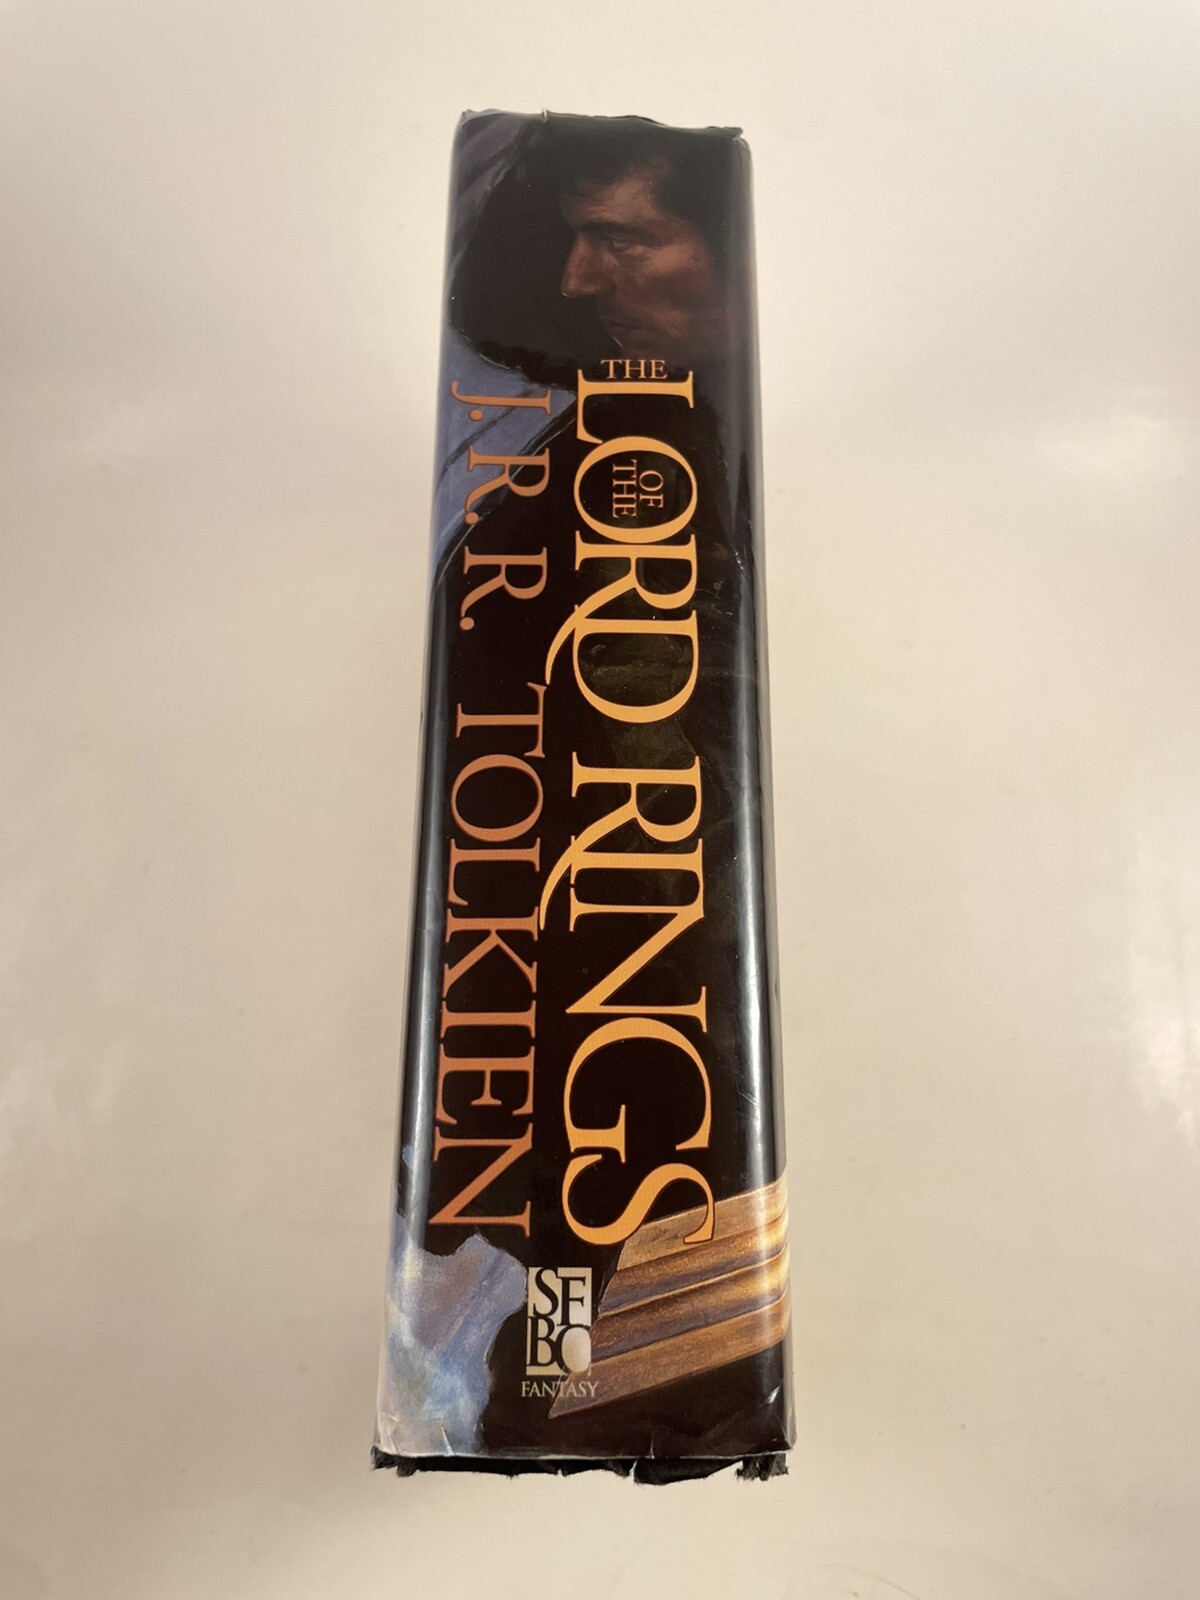 THE
LORD OF THE RINGS
J. R. R. TOLKIEN
SF
BC
FANTASY